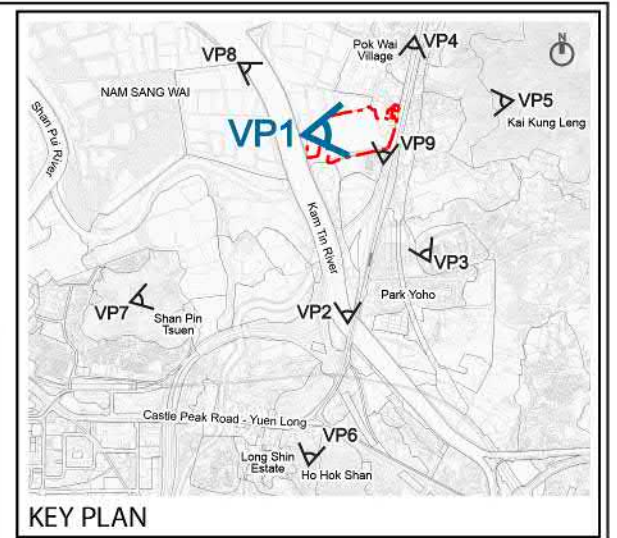 N
VP8
Pok Wai
Village
VP4
NAM SANG WAI
VP5
Kai Kung Leng
Shan Pui River
VP1
VP9
Kam Tin River
VP3
Park Yoho
VP7
Shan Pin
Tsuen
VP2
Castle Peak Road - Yuen Long
VP6
Long Shin
Estate
Ho Hok Shan
KEY PLAN